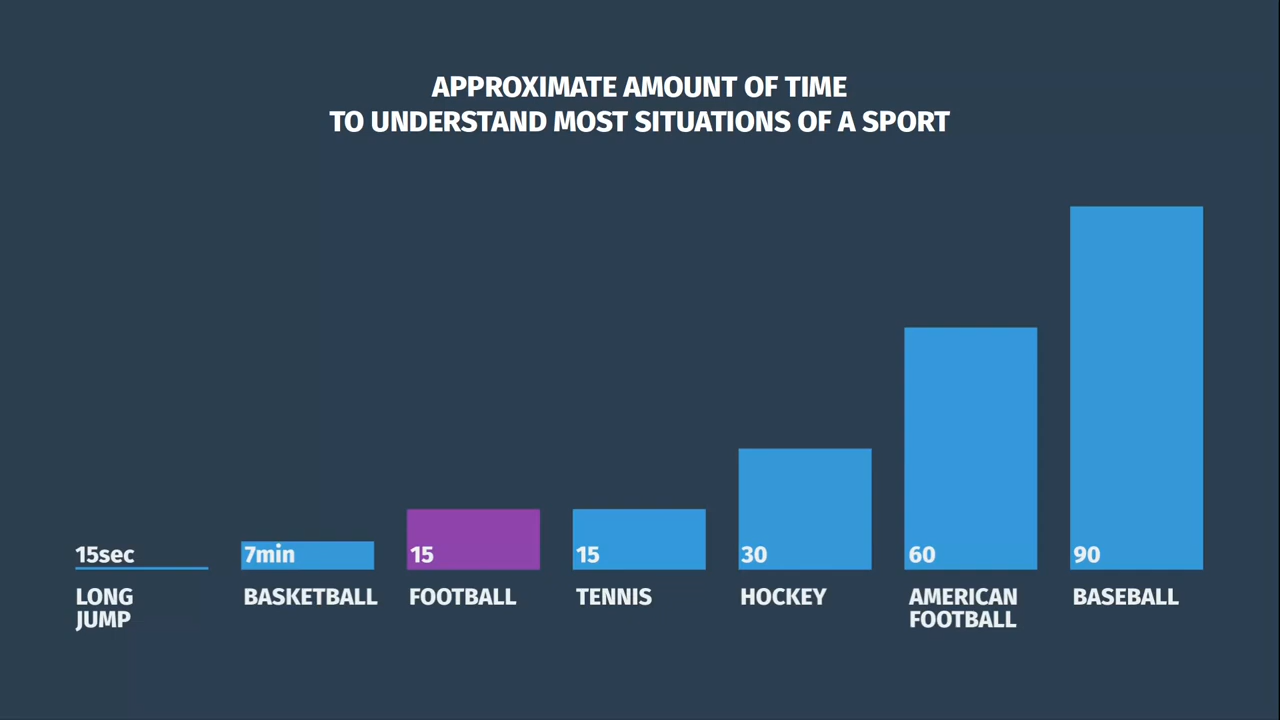 APPROXIMATE AMOUNT OF TIME
TO UNDERSTAND MOST SITUATIONS OF A SPORT
15sec
7min
15
15
30
60
90
LONG
JUMP
BASKETBALL
FOOTBALL
TENNIS
HOCKEY
AMERICAN
FOOTBALL
BASEBALL